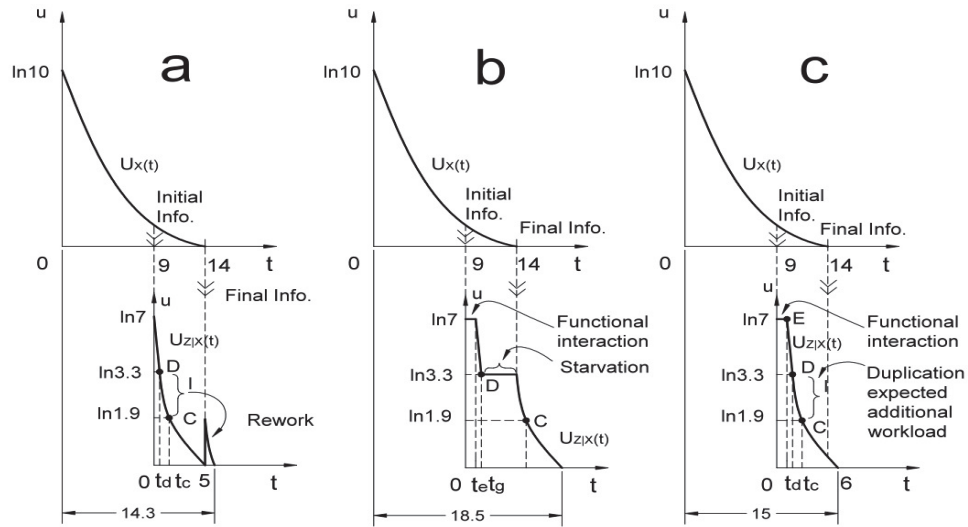 a
u
ln10
Ux(t)
Initial
Info.
0
9
14
t
Final Info.
u
ln7
Uz|x(t)
ln3.3
D
I
ln1.9
C
Rework
0
td
tc
5
t
14.3
b
u
ln10
Ux(t)
Initial
Info.
Final Info.
0
9
14
t
u
ln7
Functional
interaction
Starvation
ln3.3
D
ln1.9
C
Uz|x(t)
0
te
tg
t
18.5
c
u
ln10
Ux(t)
Initial
Info.
Final Info.
0
9
14
t
u
ln7
E
Functional
interaction
Uz|x(t)
ln3.3
D
I
Duplication
expected
additional
workload
ln1.9
C
0
td
tc
6
t
15